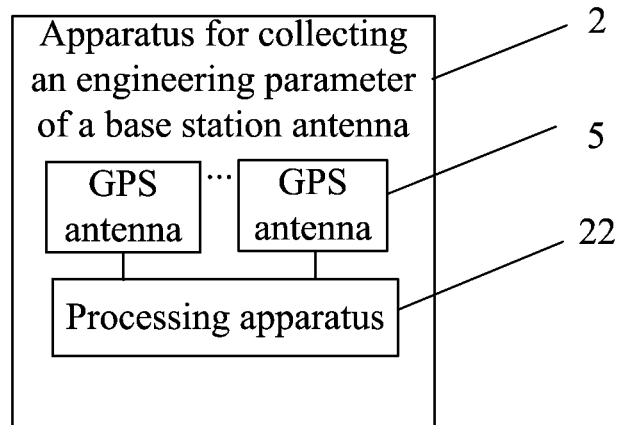 Apparatus for collecting
an engineering parameter
of a base station antenna
2
GPS
antenna
...
GPS
antenna
5
Processing apparatus
22